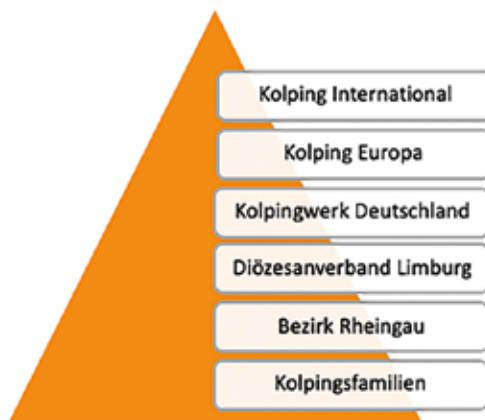 Kolping International
Kolping Europa
Kolpingwerk Deutschland
Diözesanverband Limburg
Bezirk Rheingau
Kolpingsfamilien